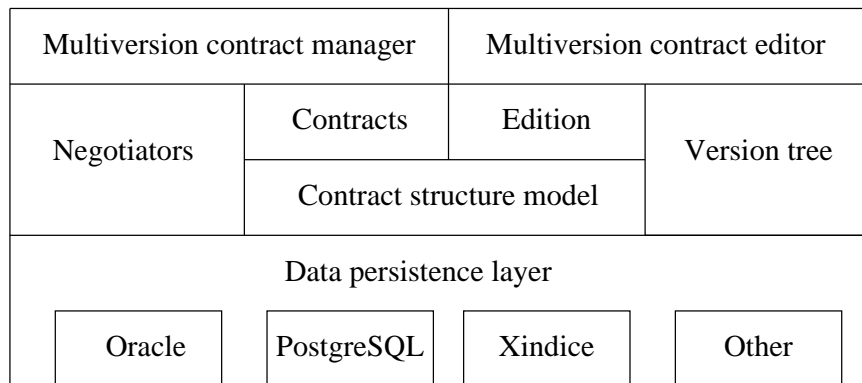 Multiversion contract manager
Multiversion contract editor
Negotiators
Contracts
Edition
Version tree
Contract structure model
Data persistence layer
Oracle
PostgreSQL
Xindice
Other